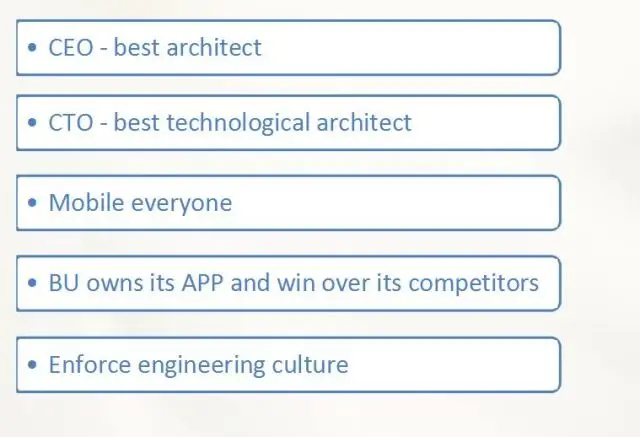 • CEO - best architect
• CTO - best technological architect
• Mobile everyone
• BU owns its APP and win over its competitors
• Enforce engineering culture